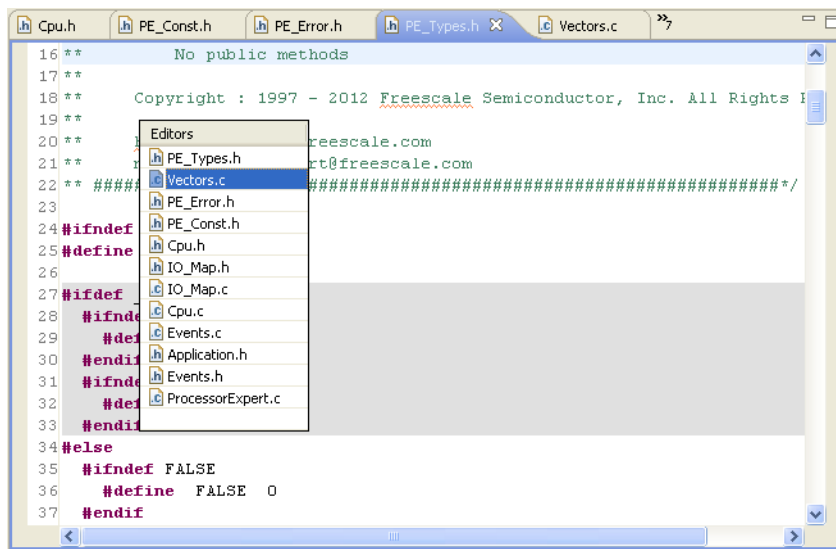 Cpu.h PE_Const.h PE_Error.h PE_Types.h Vectors.c »7
16 ** No public methods
17 **
18 ** Copyright : 1997 - 2012 Freescale Semiconductor, Inc. All Rights
19 **
20 ** reescale.com
21 ** rt@freescale.com
22 ** #####################################################################*/
23
24 #ifndef
25 #define
26
27 #ifdef
28 #ifnde
29 #def
30 #endif
31 #ifnde
32 #def
33 #endif
34 #else
35 #ifndef FALSE
36 #define FALSE 0
37 #endif
Editors
PE_Types.h
Vectors.c
PE_Error.h
PE_Const.h
Cpu.h
IO_Map.h
IO_Map.c
Cpu.c
Events.c
Application.h
Events.h
ProcessorExpert.c